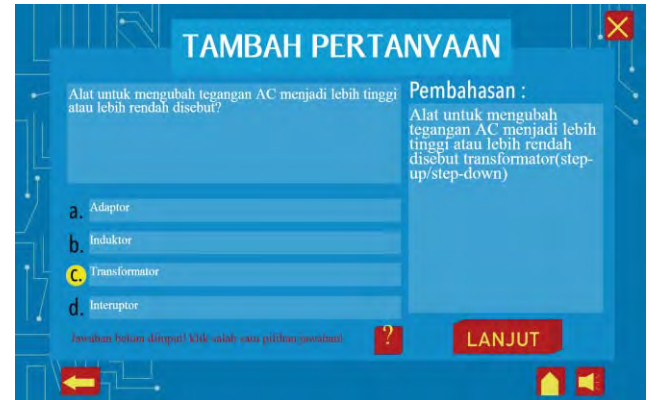 TAMBAH PERTANYAAN
Alat untuk mengubah tegangan AC menjadi lebih tinggi
atau lebih rendah disebut?
a. Adaptor
b. Induktor
c. Transformator
d. Interuptor
Jawaban belum diinput! klik salah satu pilihan jawaban!
?
Pembahasan :
Alat untuk mengubah
tegangan AC menjadi lebih
tinggi atau lebih rendah
disebut transformator(step-
up/step-down)
LANJUT